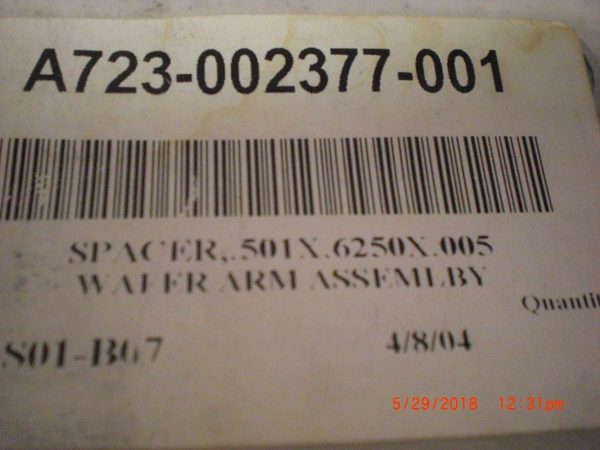 A723-002377-001
SPACER,.501X.6250X.005
WAFER ARM ASSEMLBY
Quantit
S01-B67
4/8/04
5/29/2018 12:31pm